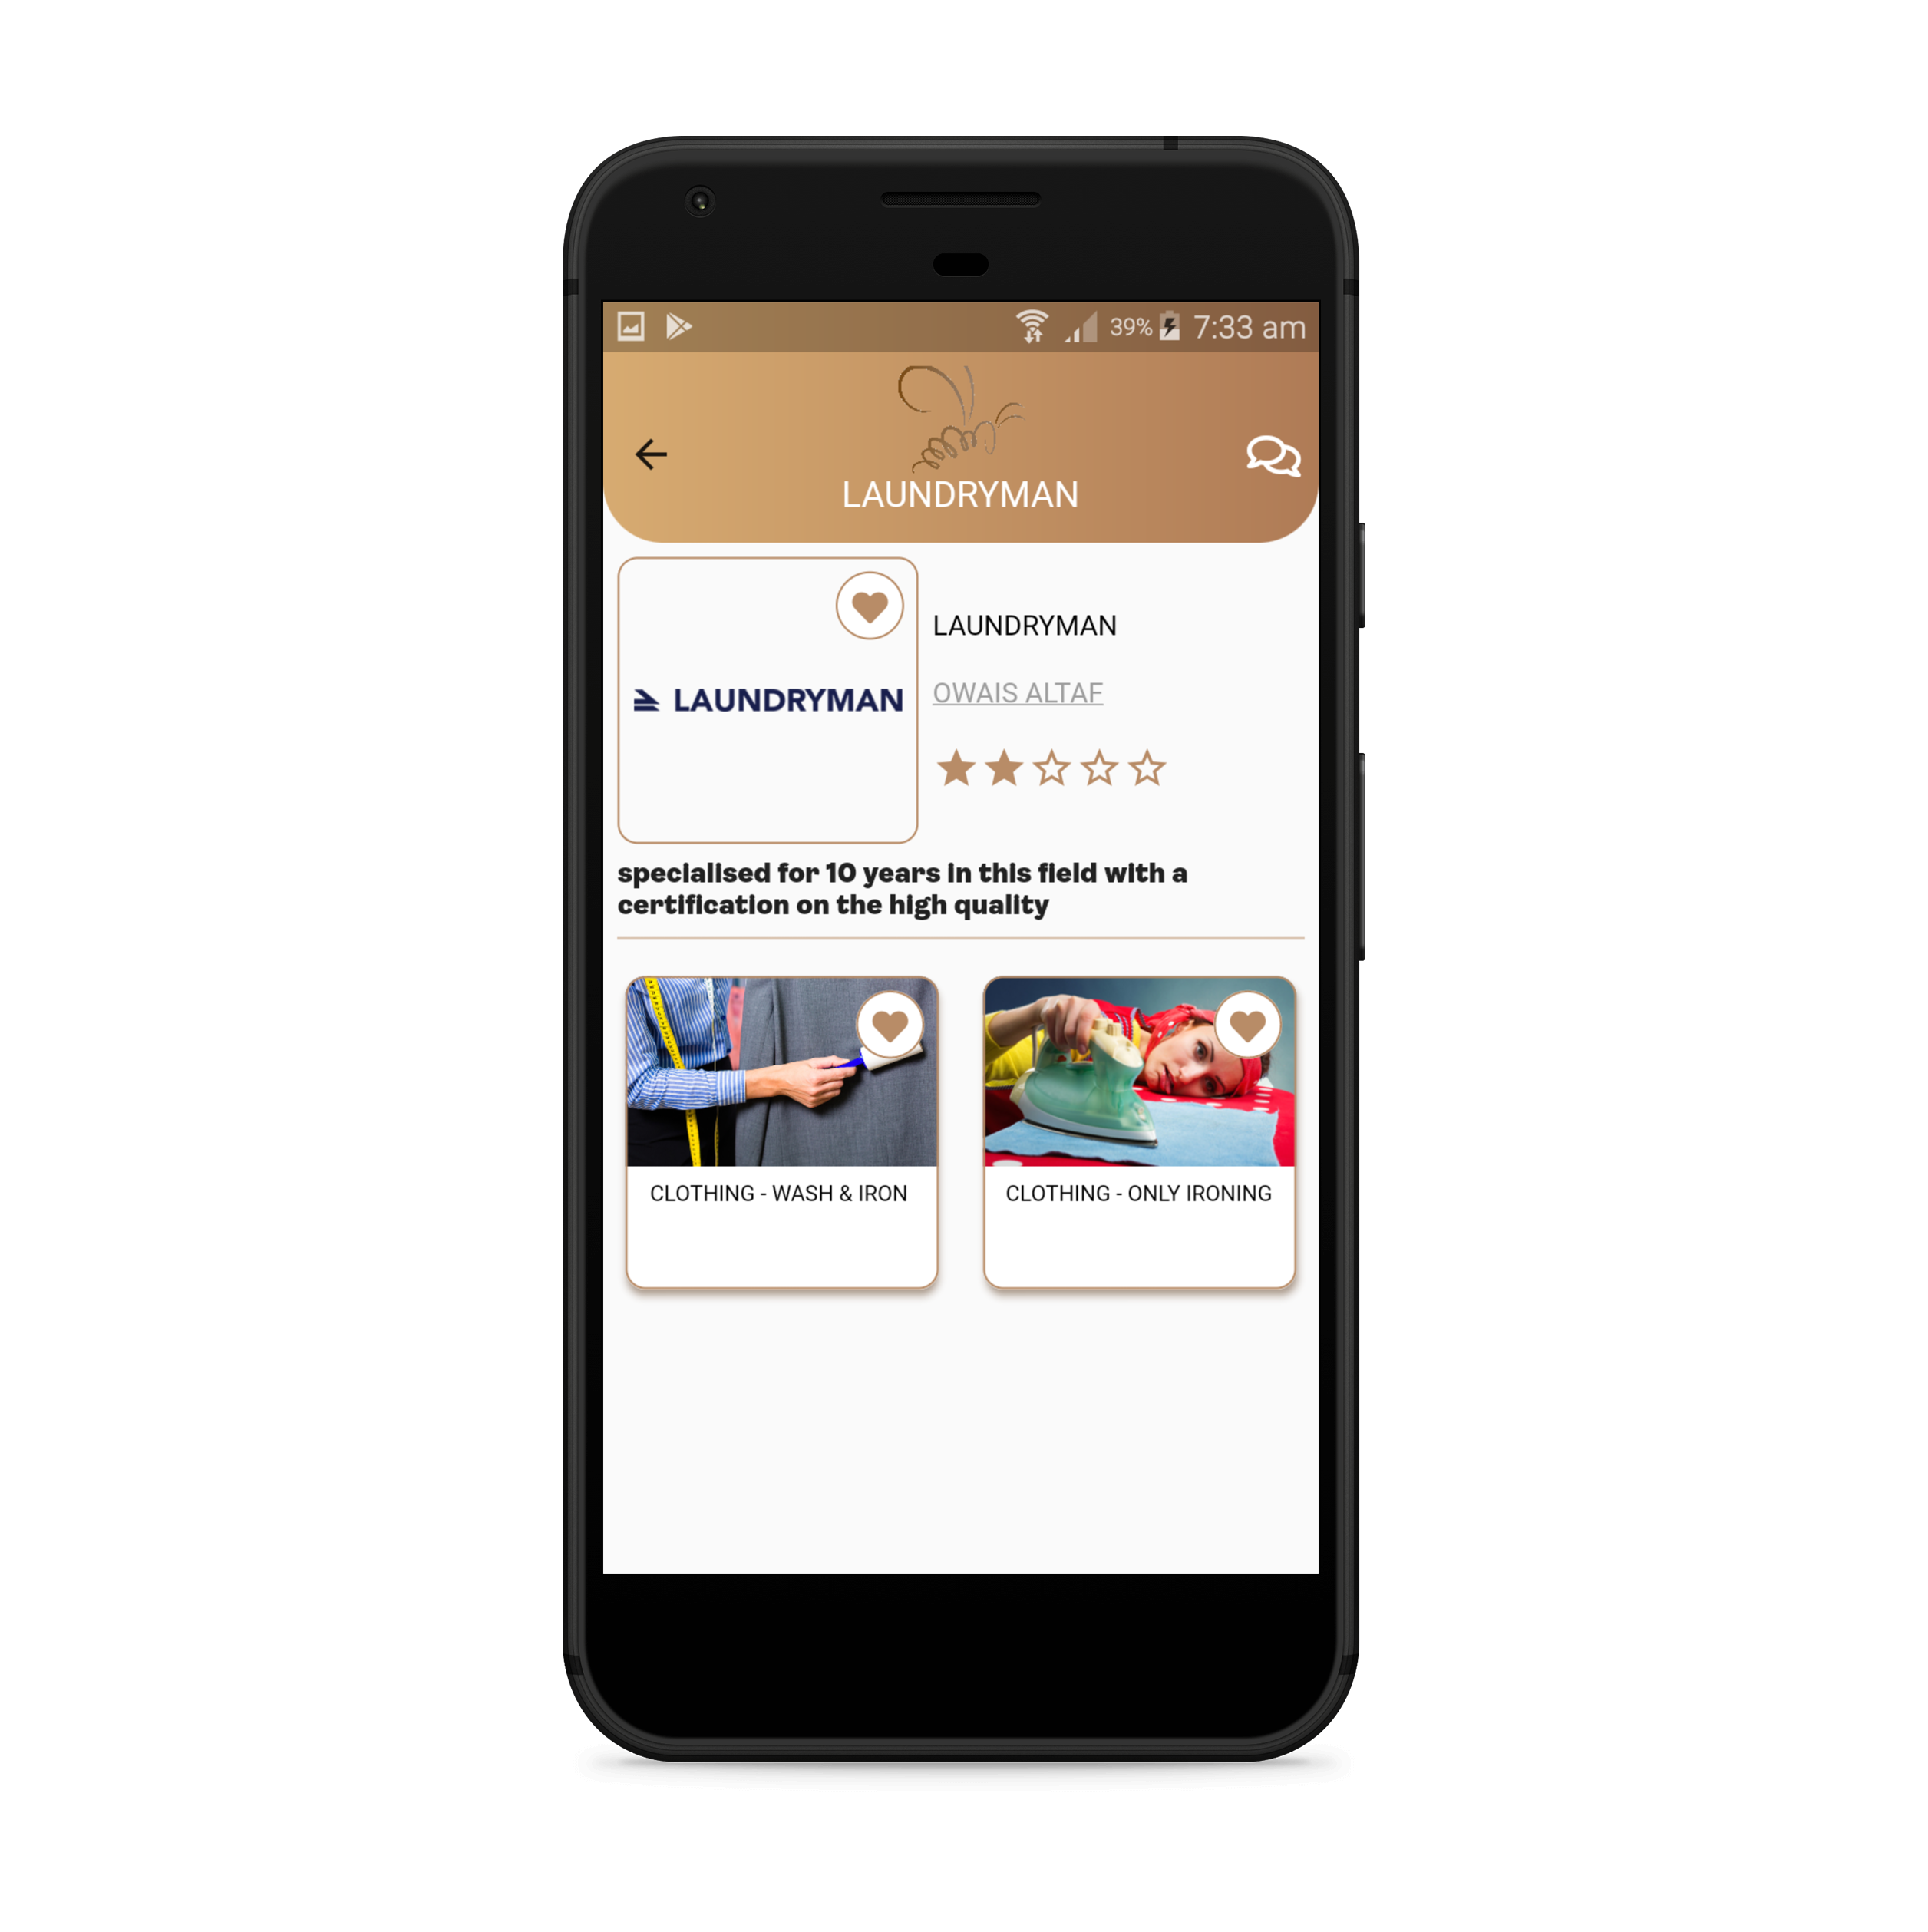 39% 7:33 am
LAUNDRYMAN
LAUNDRYMAN
LAUNDRYMAN
OWAIS ALTAF
specialised for 10 years in this field with a
certification on the high quality
CLOTHING - WASH & IRON
CLOTHING - ONLY IRONING